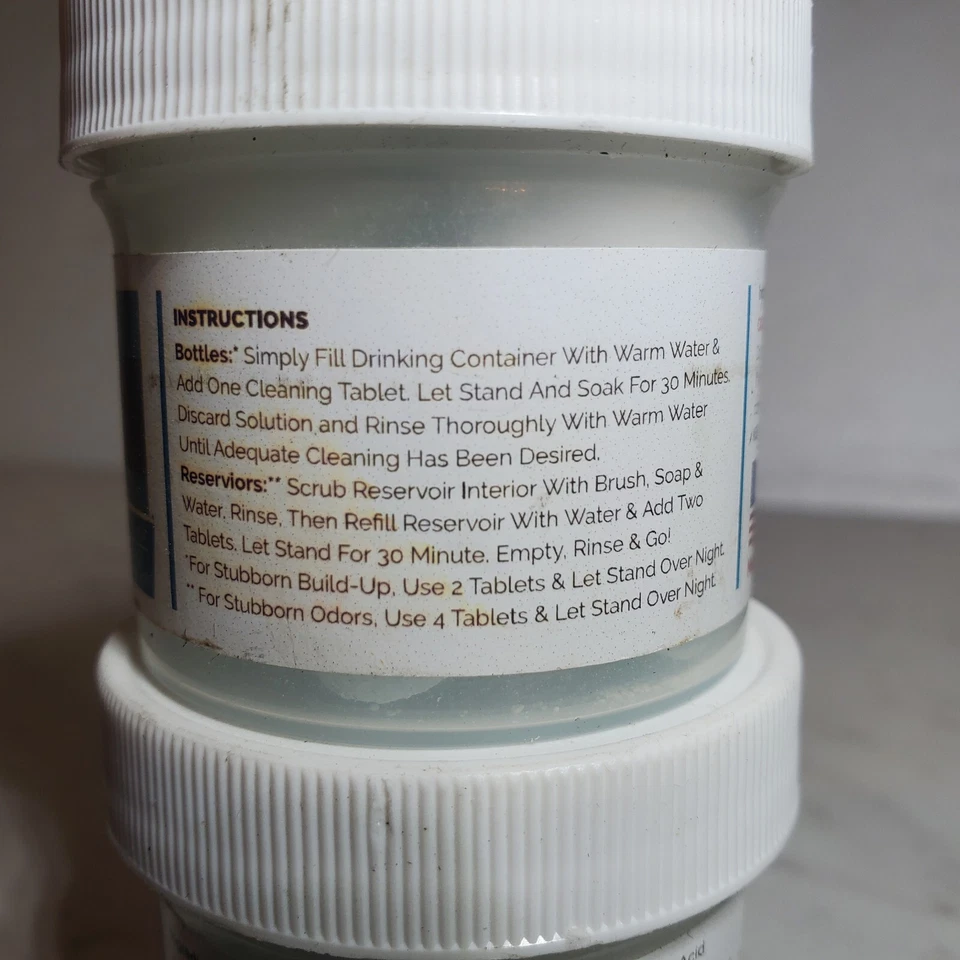 INSTRUCTIONS
Bottles:* Simply Fill Drinking Container With Warm Water &
Add One Cleaning Tablet. Let Stand And Soak For 30 Minutes.
Discard Solution and Rinse Thoroughly With Warm Water
Until Adequate Cleaning Has Been Desired.
Reserviors:** Scrub Reservoir Interior With Brush, Soap &
Water. Rinse, Then Refill Reservoir With Water & Add Two
Tablets. Let Stand For 30 Minute. Empty, Rinse & Go!
*For Stubborn Build-Up, Use 2 Tablets & Let Stand Over Night.
** For Stubborn Odors, Use 4 Tablets & Let Stand Over Night.
Acid